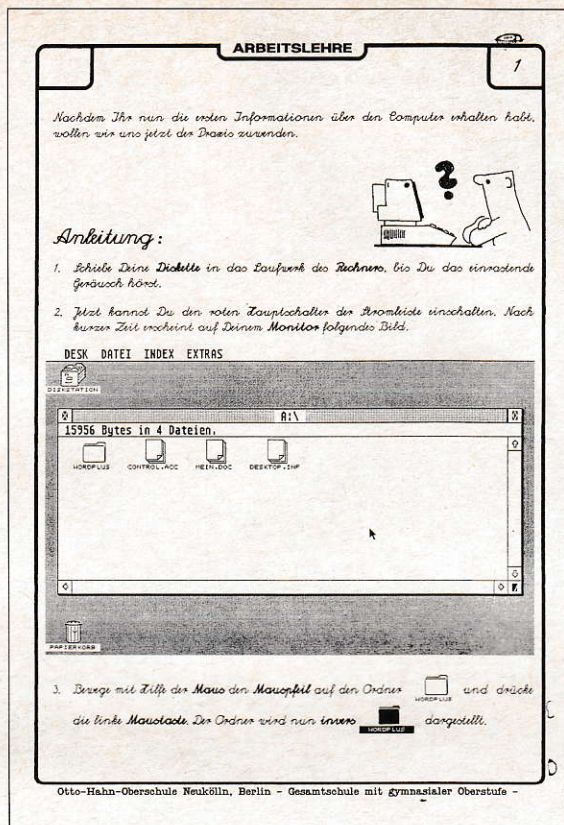 ARBEITSLEHRE
1
Nachdem Ihr nun die ersten Informationen über den Computer erhalten habt,
wollen wir uns jetzt der Praxis zuwenden.
?
Anleitung :
1. Schiebe Deine Diskette in das Laufwerk des Rechners, bis Du das einrastende
Geräusch hörst.
2. Jetzt kannst Du den roten Hauptschalter der Stromleiste einschalten. Nach
kurzer Zeit erscheint auf Deinem Monitor folgendes Bild.
DESK DATEI INDEX EXTRAS
DISKSTATION
A:\
15956 Bytes in 4 Dateien.
WORDPLUS CONTROL.ACC MEIN.DOC DESKTOP.INF
PAPIERKORB
3. Bewege mit Hilfe der Maus den Mauspfeil auf den Ordner WORDPLUS und drücke
die linke Maustaste. Der Ordner wird nun invers WORDPLUS dargestellt.
Otto-Hahn-Oberschule Neukölln, Berlin - Gesamtschule mit gymnasialer Oberstufe -